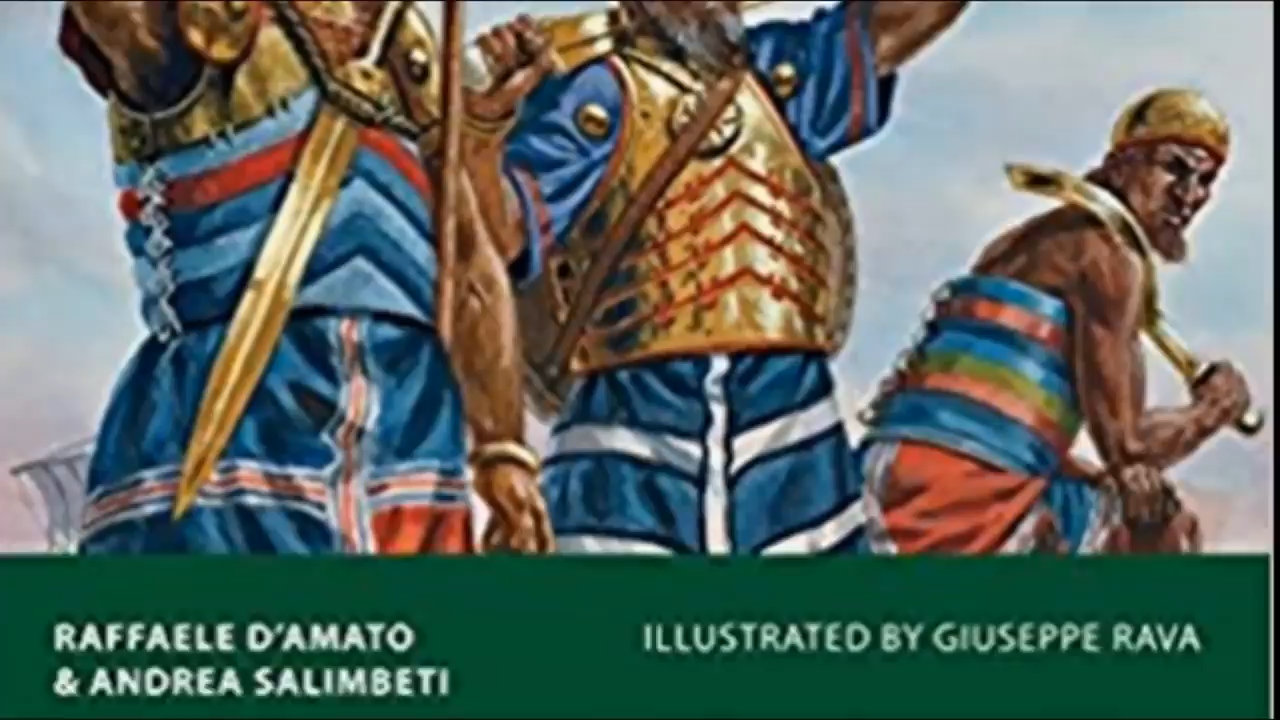 RAFFAELE D'AMATO
& ANDREA SALIMBETI
ILLUSTRATED BY GIUSEPPE RAVA